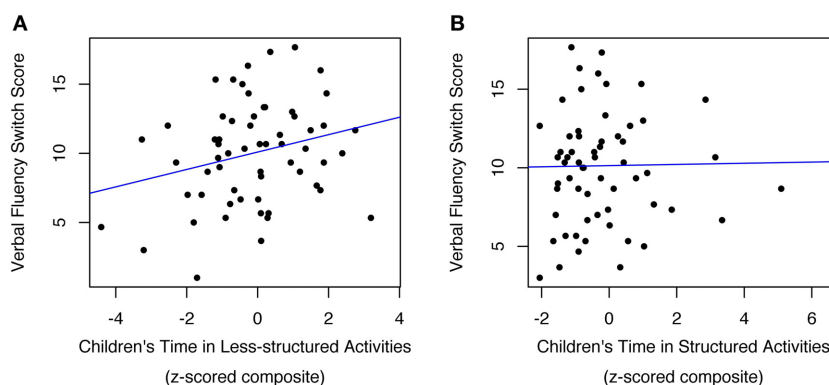 A
Verbal Fluency Switch Score
15
10
5
-4 -2 0 2 4
Children's Time in Less-structured Activities
(z-scored composite)
B
Verbal Fluency Switch Score
15
10
5
-2 0 2 4 6
Children's Time in Structured Activities
(z-scored composite)